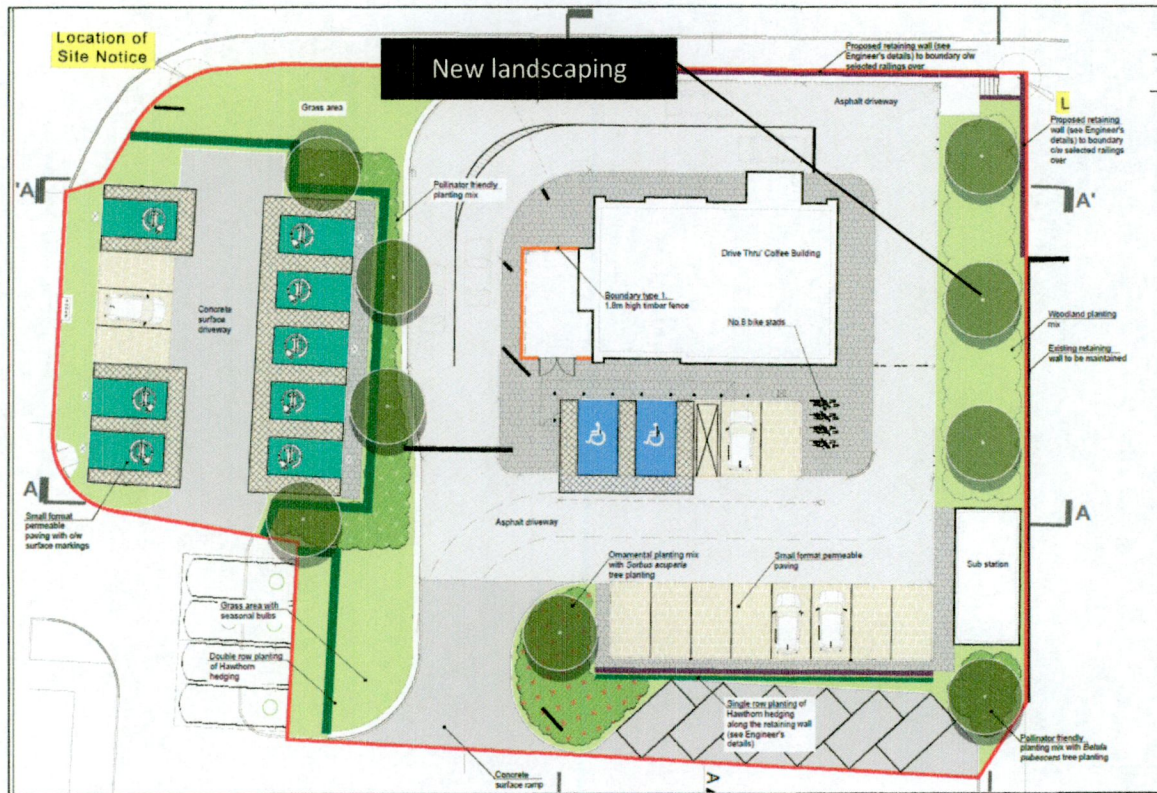 Location of
Site Notice
New landscaping
Proposed retaining wall (see
Engineer's details) to boundary c/w
selected railings over
Grass area
Asphalt driveway
L
Proposed retaining
wall (see Engineer's
details) to boundary
c/w selected railings
over
'A
A'
Pollinator friendly
planting mix
Drive Thru' Coffee Building
Concrete
surface
driveway
Boundary type 1.
1.8m high timber fence
No.8 bike stads
Woodland planting
mix
Existing retaining
wall to be maintained
A
A
Small format
permeable
paving with o/w
surface markings
Asphalt driveway
Ornamental planting mix
with Sorbus acuparia
tree planting
Small format permeable
paving
Sub station
Grass area with
seasonal bulbs
Double row planting
of Hawthorn
hedging
Single row planting of
Hawthorn hedging
along the retaining wall
(see Engineer's
details)
Pollinator friendly
planting mix with Betula
pubescens tree planting
Concrete
surface ramp
A